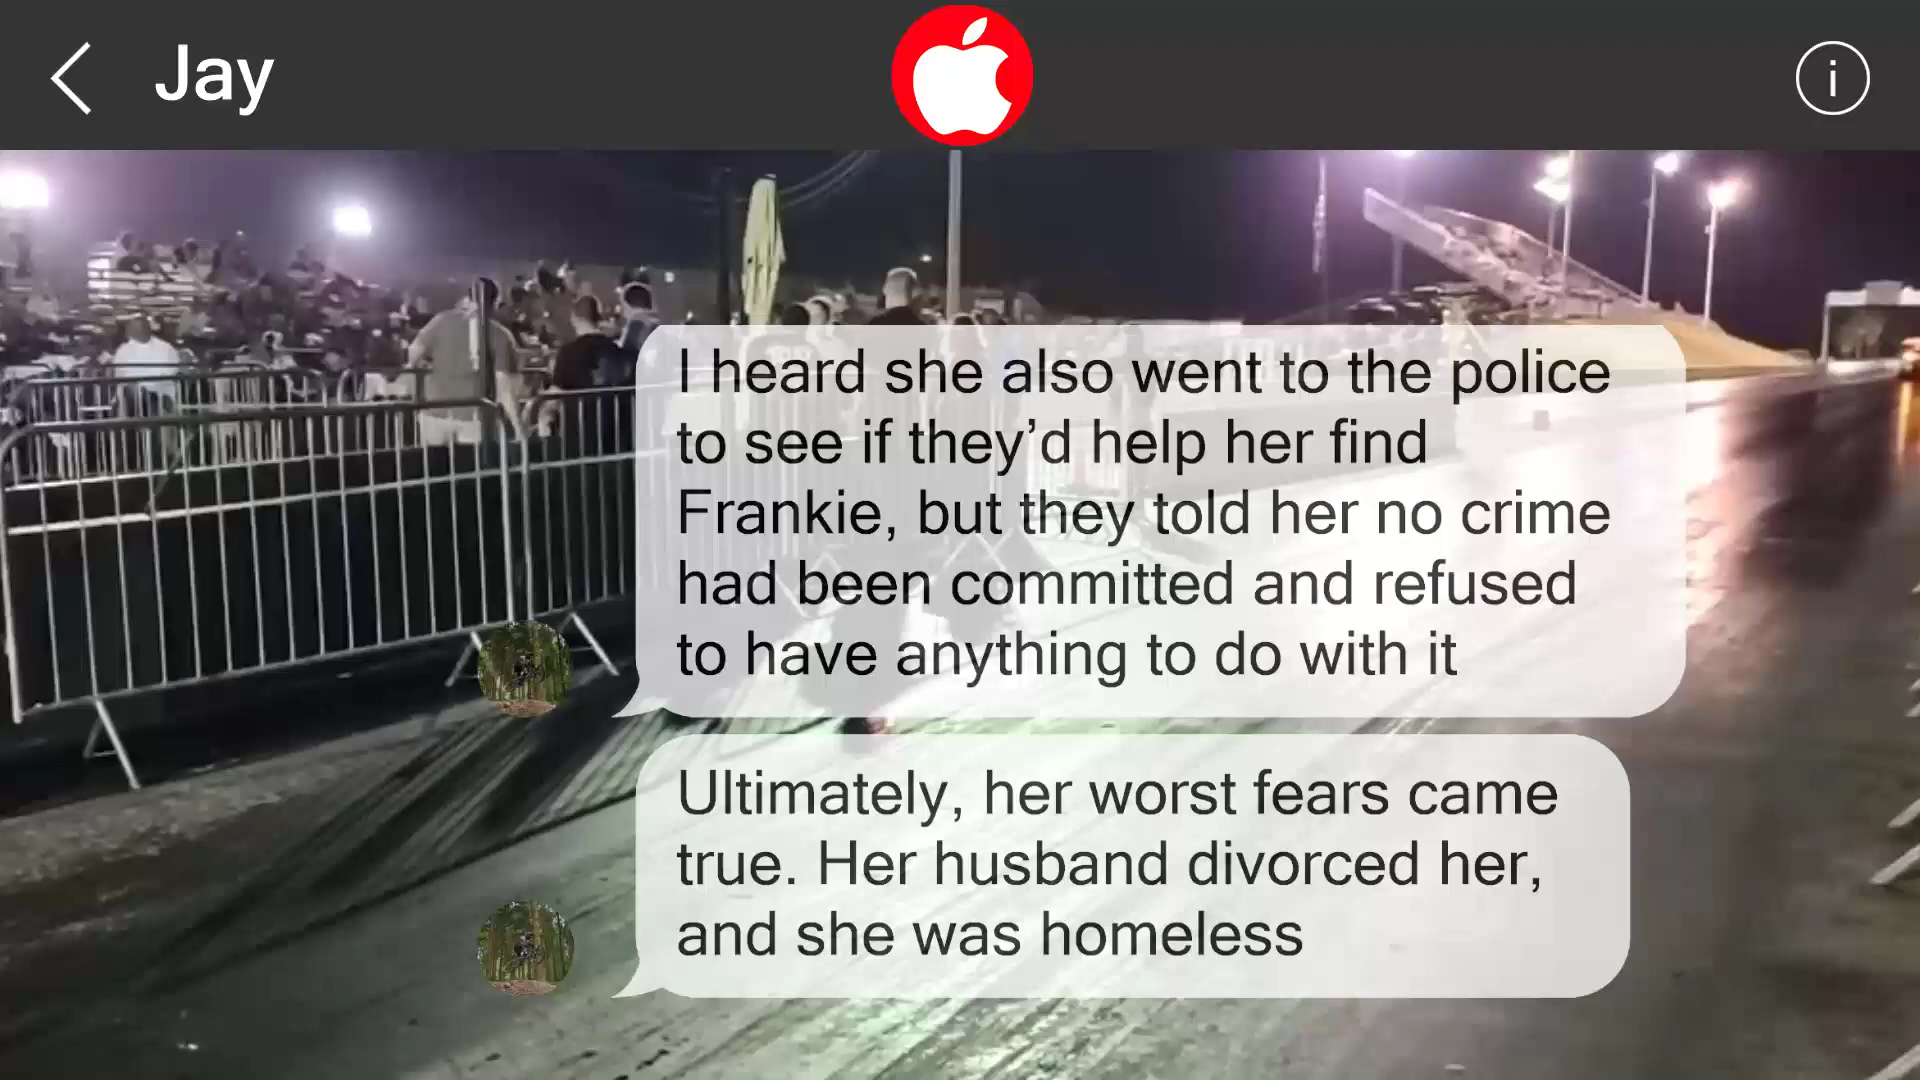 Jay
i
I heard she also went to the police
to see if they’d help her find
Frankie, but they told her no crime
had been committed and refused
to have anything to do with it
Ultimately, her worst fears came
true. Her husband divorced her,
and she was homeless